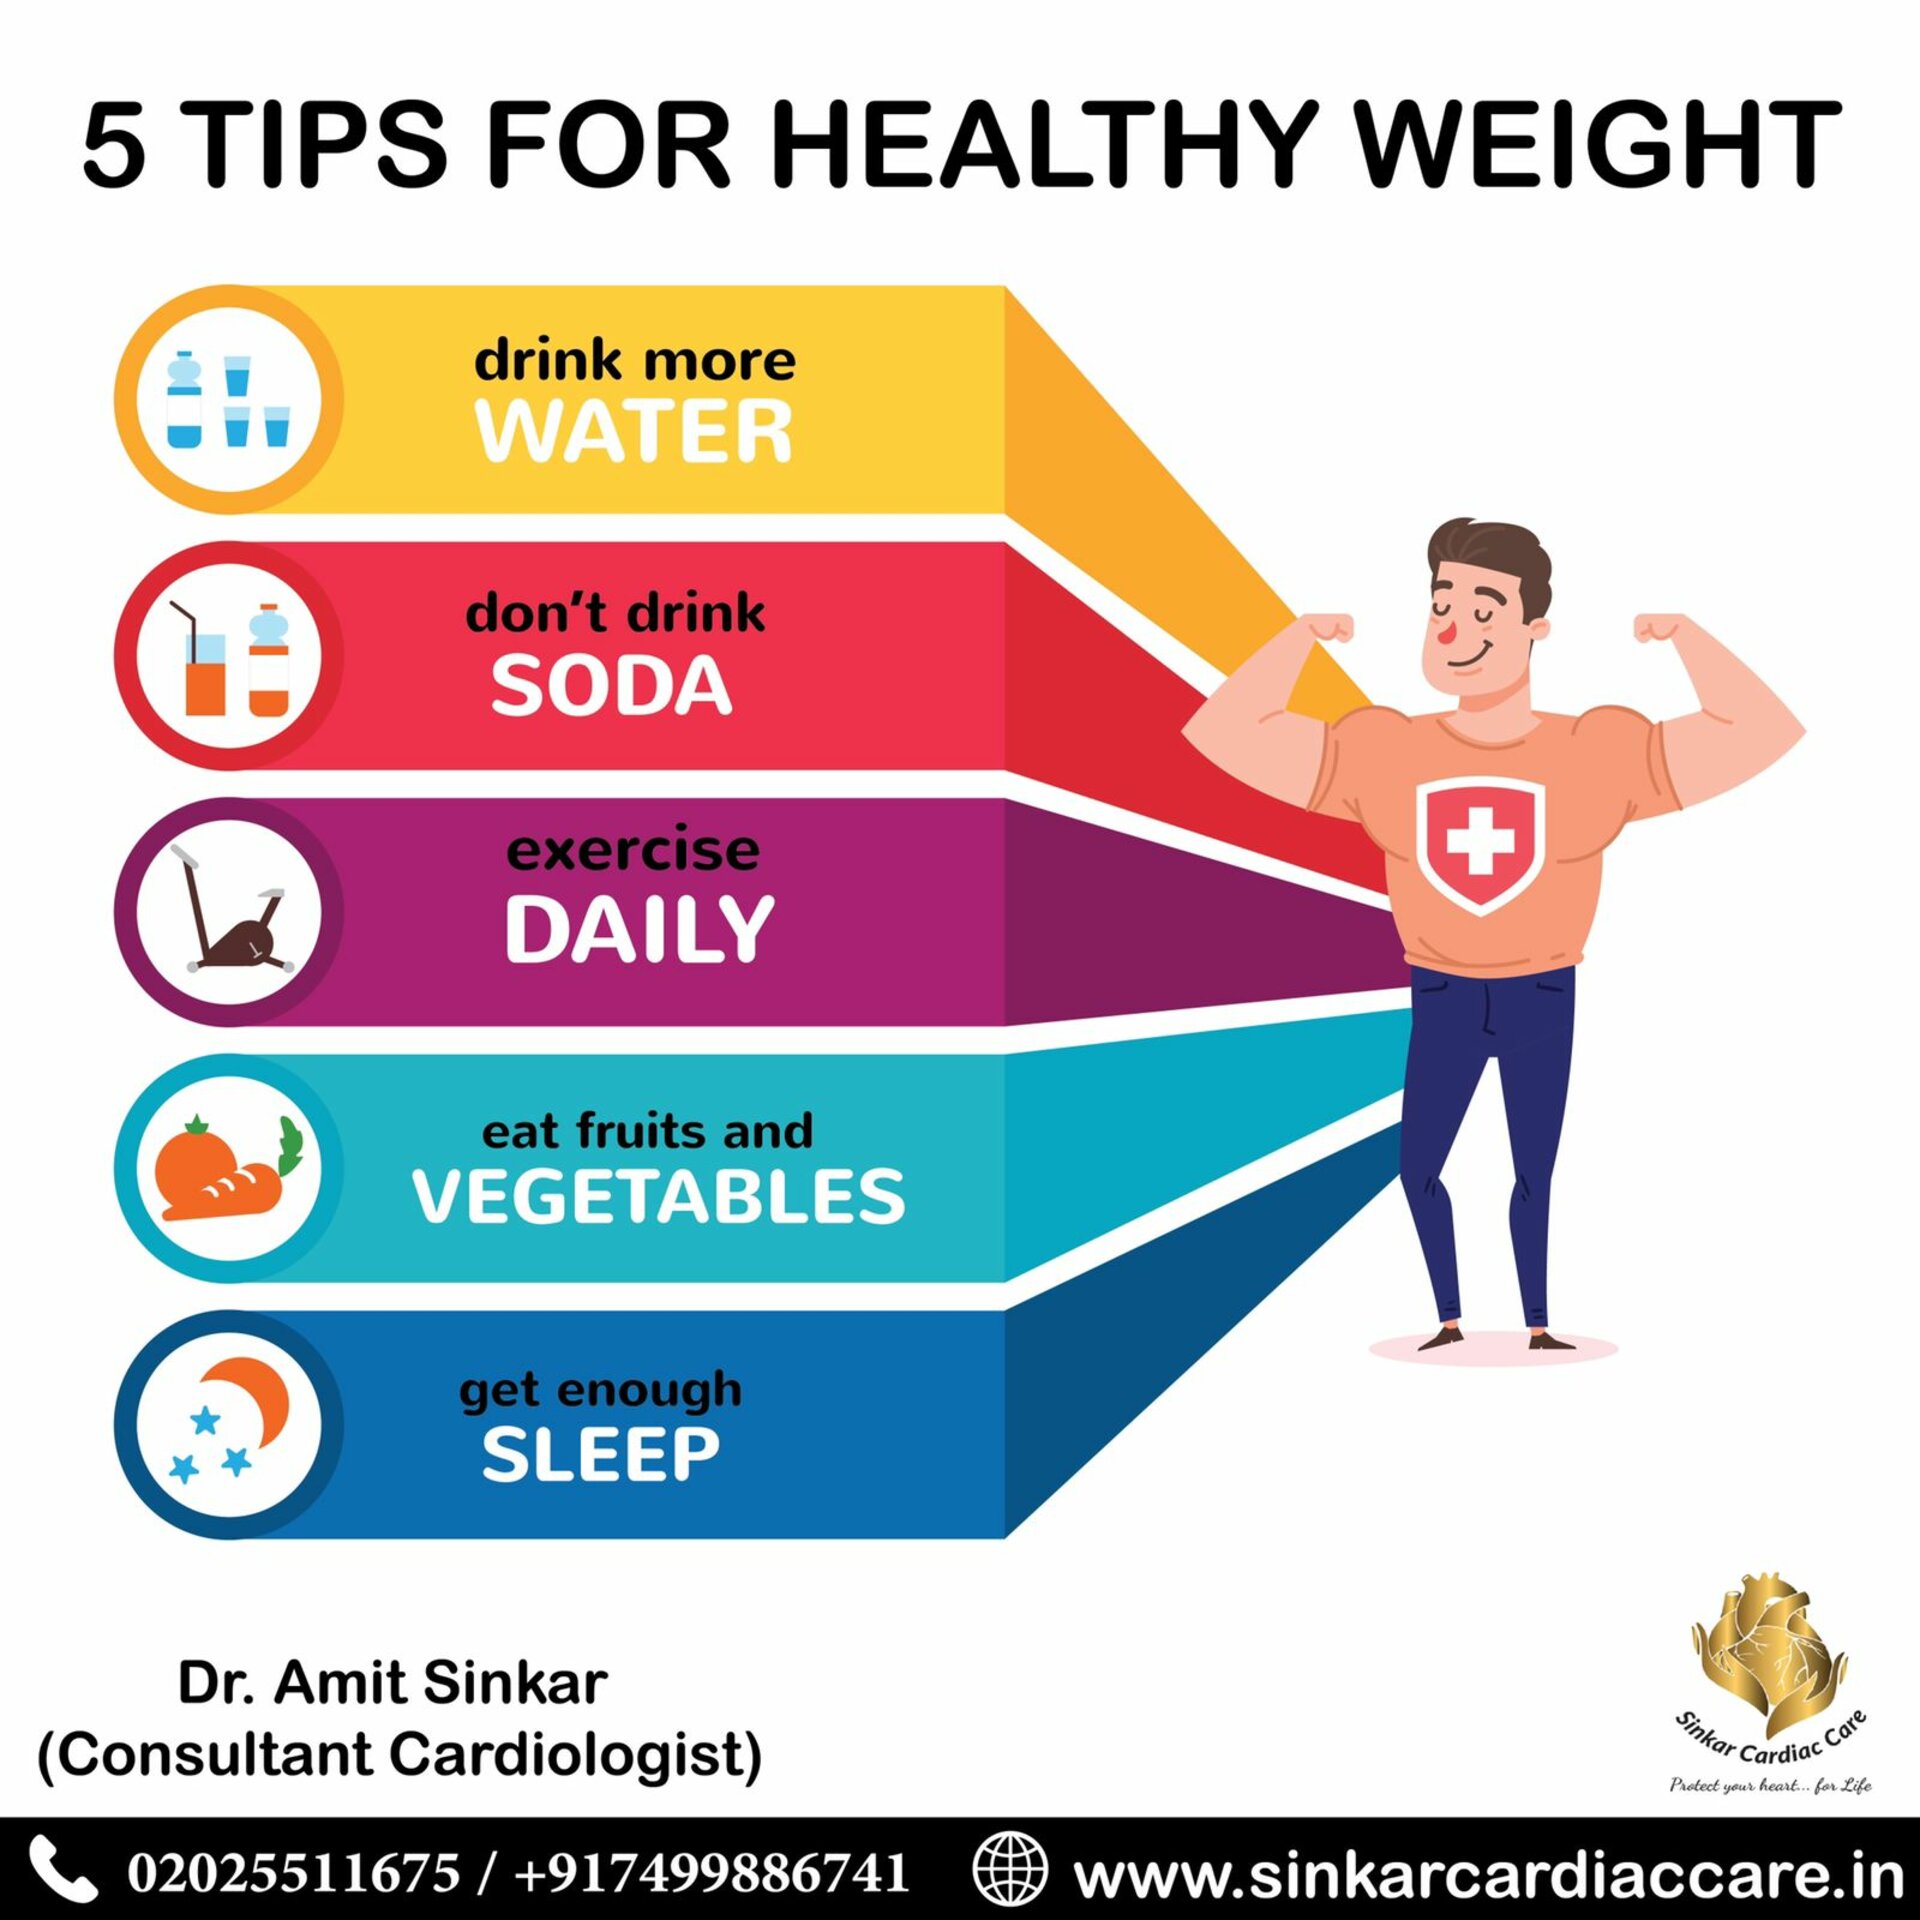 5 TIPS FOR HEALTHY WEIGHT
drink more
WATER
don't drink
SODA
exercise
DAILY
eat fruits and
VEGETABLES
get enough
SLEEP
Dr. Amit Sinkar
(Consultant Cardiologist)
Sinkar Cardiac Care
Protect your heart... for Life
02025511675 / +917499886741
www.sinkarcardiaccare.in